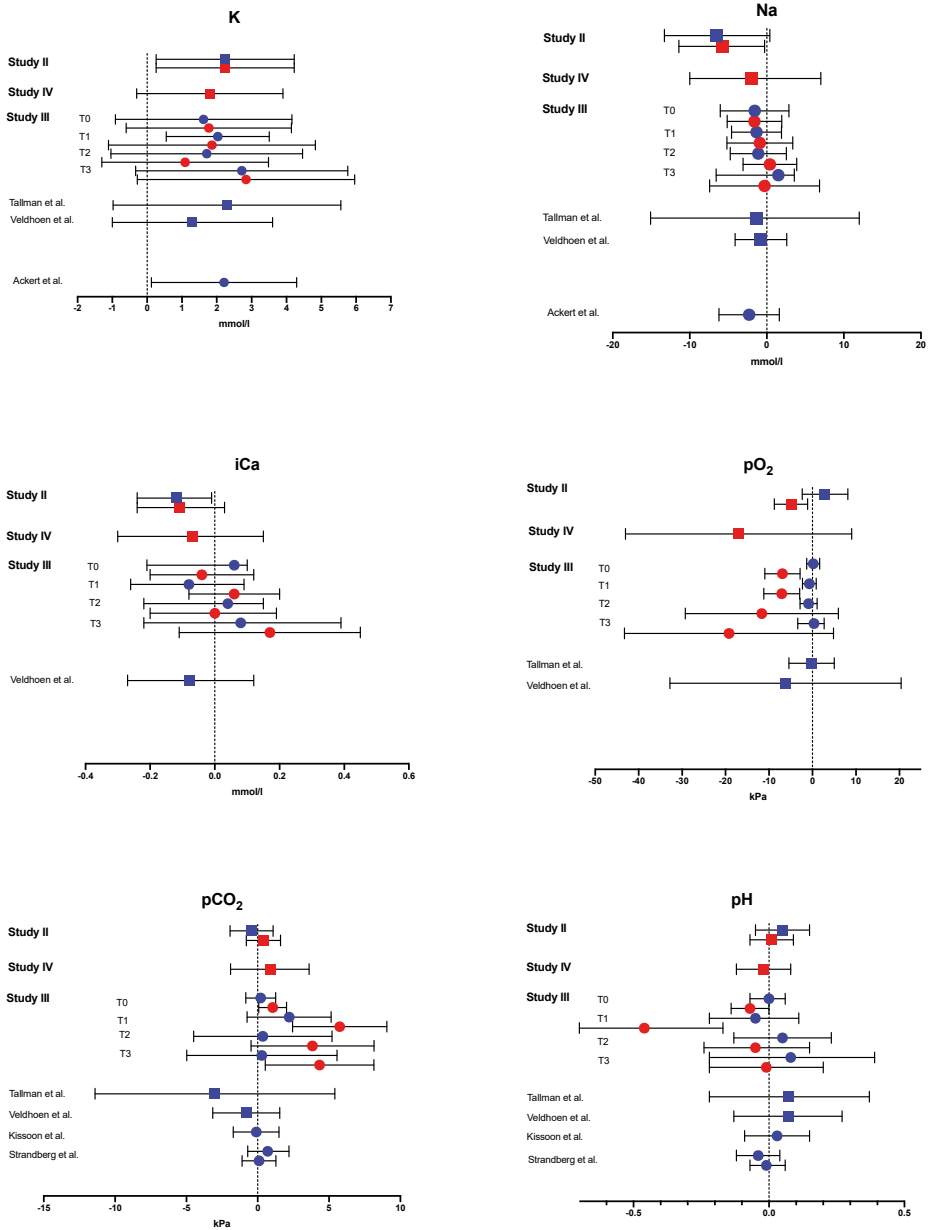 K
Study II
Study IV
Study III
T0
T1
T2
T3
Tallman et al.
Veldhoen et al.
Ackert et al.
-2 -1 0 1 2 3 4 5 6 7
mmol/l
Na
Study II
Study IV
Study III
T0
T1
T2
T3
Tallman et al.
Veldhoen et al.
Ackert et al.
-20 -10 0 10 20
mmol/l
iCa
Study II
Study IV
Study III
T0
T1
T2
T3
Veldhoen et al.
-0.4 -0.2 0.0 0.2 0.4 0.6
mmol/l
pO2
Study II
Study IV
Study III
T0
T1
T2
T3
Tallman et al.
Veldhoen et al.
-50 -40 -30 -20 -10 0 10 20
kPa
pCO2
Study II
Study IV
Study III
T0
T1
T2
T3
Tallman et al.
Veldhoen et al.
Kissoon et al.
Strandberg et al.
-15 -10 -5 0 5 10
kPa
pH
Study II
Study IV
Study III
T0
T1
T2
T3
Tallman et al.
Veldhoen et al.
Kissoon et al.
Strandberg et al.
-0.5 0.0 0.5